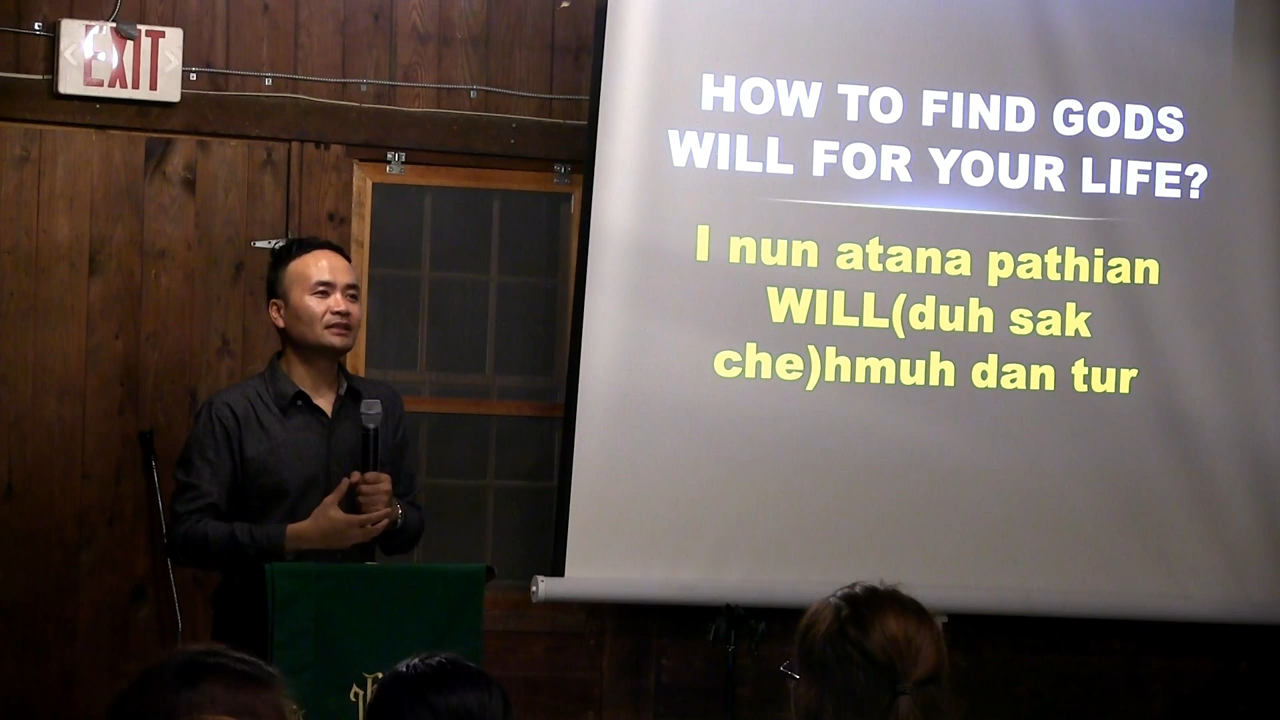 EXIT
HOW TO FIND GODS
WILL FOR YOUR LIFE?
I nun atana pathian
WILL(duh sak
che)hmuh dan tur